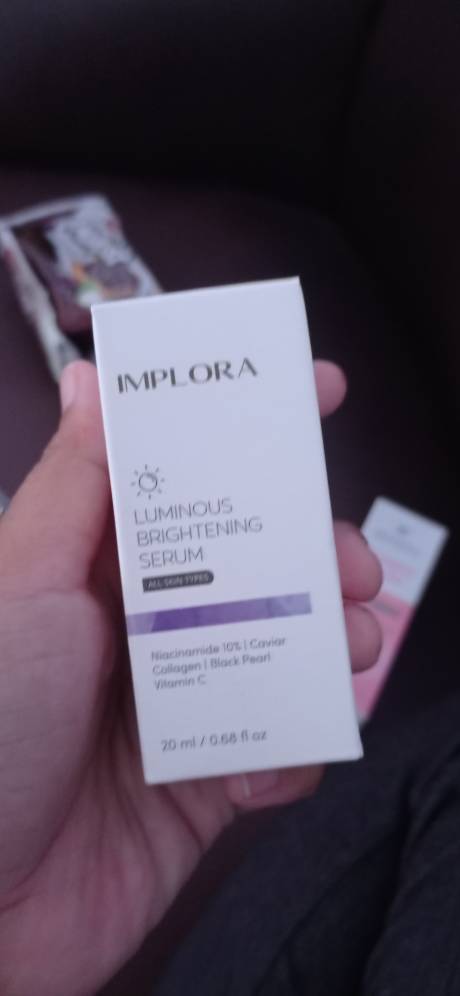 IMPLORA
LUMINOUS
BRIGHTENING
SERUM
ALL SKIN TYPES
Niacinamide 10% | Caviar
Collagen | Black Pearl
Vitamin C
20 ml / 0.68 fl oz